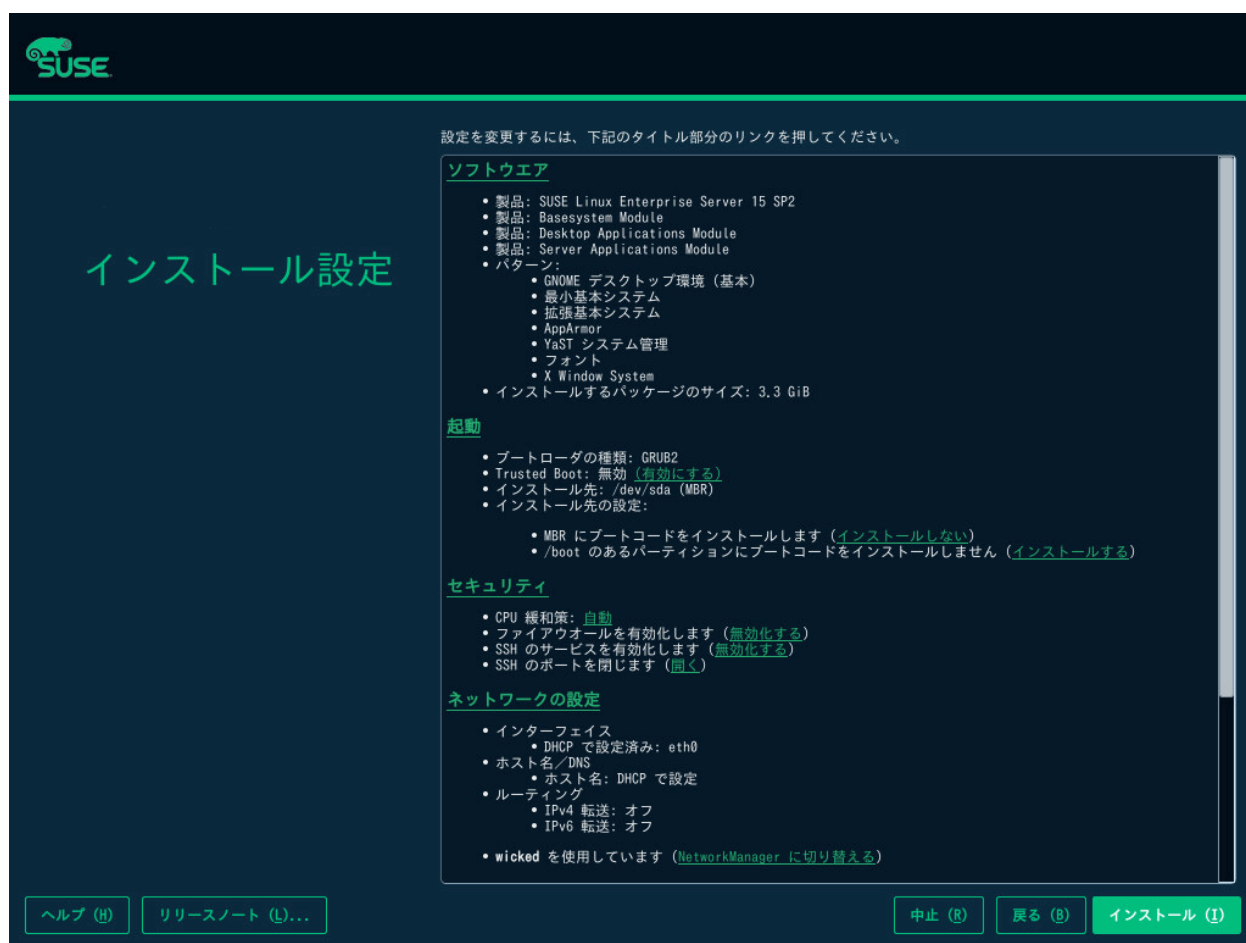 SUSE
設定を変更するには、下記のタイトル部分のリンクを押してください。
インストール設定
ソフトウエア
• 製品: SUSE Linux Enterprise Server 15 SP2
• 製品: Basesystem Module
• 製品: Desktop Applications Module
• 製品: Server Applications Module
• パターン:
• GNOME デスクトップ環境 (基本)
• 最小基本システム
• 拡張基本システム
• AppArmor
• YaST システム管理
• フォント
• X Window System
• インストールするパッケージのサイズ: 3.3 GiB
起動
• ブートローダの種類: GRUB2
• Trusted Boot: 無効 (有効にする)
• インストール先: /dev/sda (MBR)
• インストール先の設定:
• MBR にブートコードをインストールします (インストールしない)
• /boot のあるパーティションにブートコードをインストールしません (インストールする)
セキュリティ
• CPU 緩和策: 自動
• ファイアウオールを有効化します (無効化する)
• SSH のサービスを有効化します (無効化する)
• SSH のポートを閉じます (開く)
ネットワークの設定
• インターフェイス
• DHCP で設定済み: eth0
• ホスト名/DNS
• ホスト名: DHCP で設定
• ルーティング
• IPv4 転送: オフ
• IPv6 転送: オフ
• wicked を使用しています (NetworkManager に切り替える)
ヘルプ (H) リリースノート (L)... 中止 (R) 戻る (B) インストール (I)